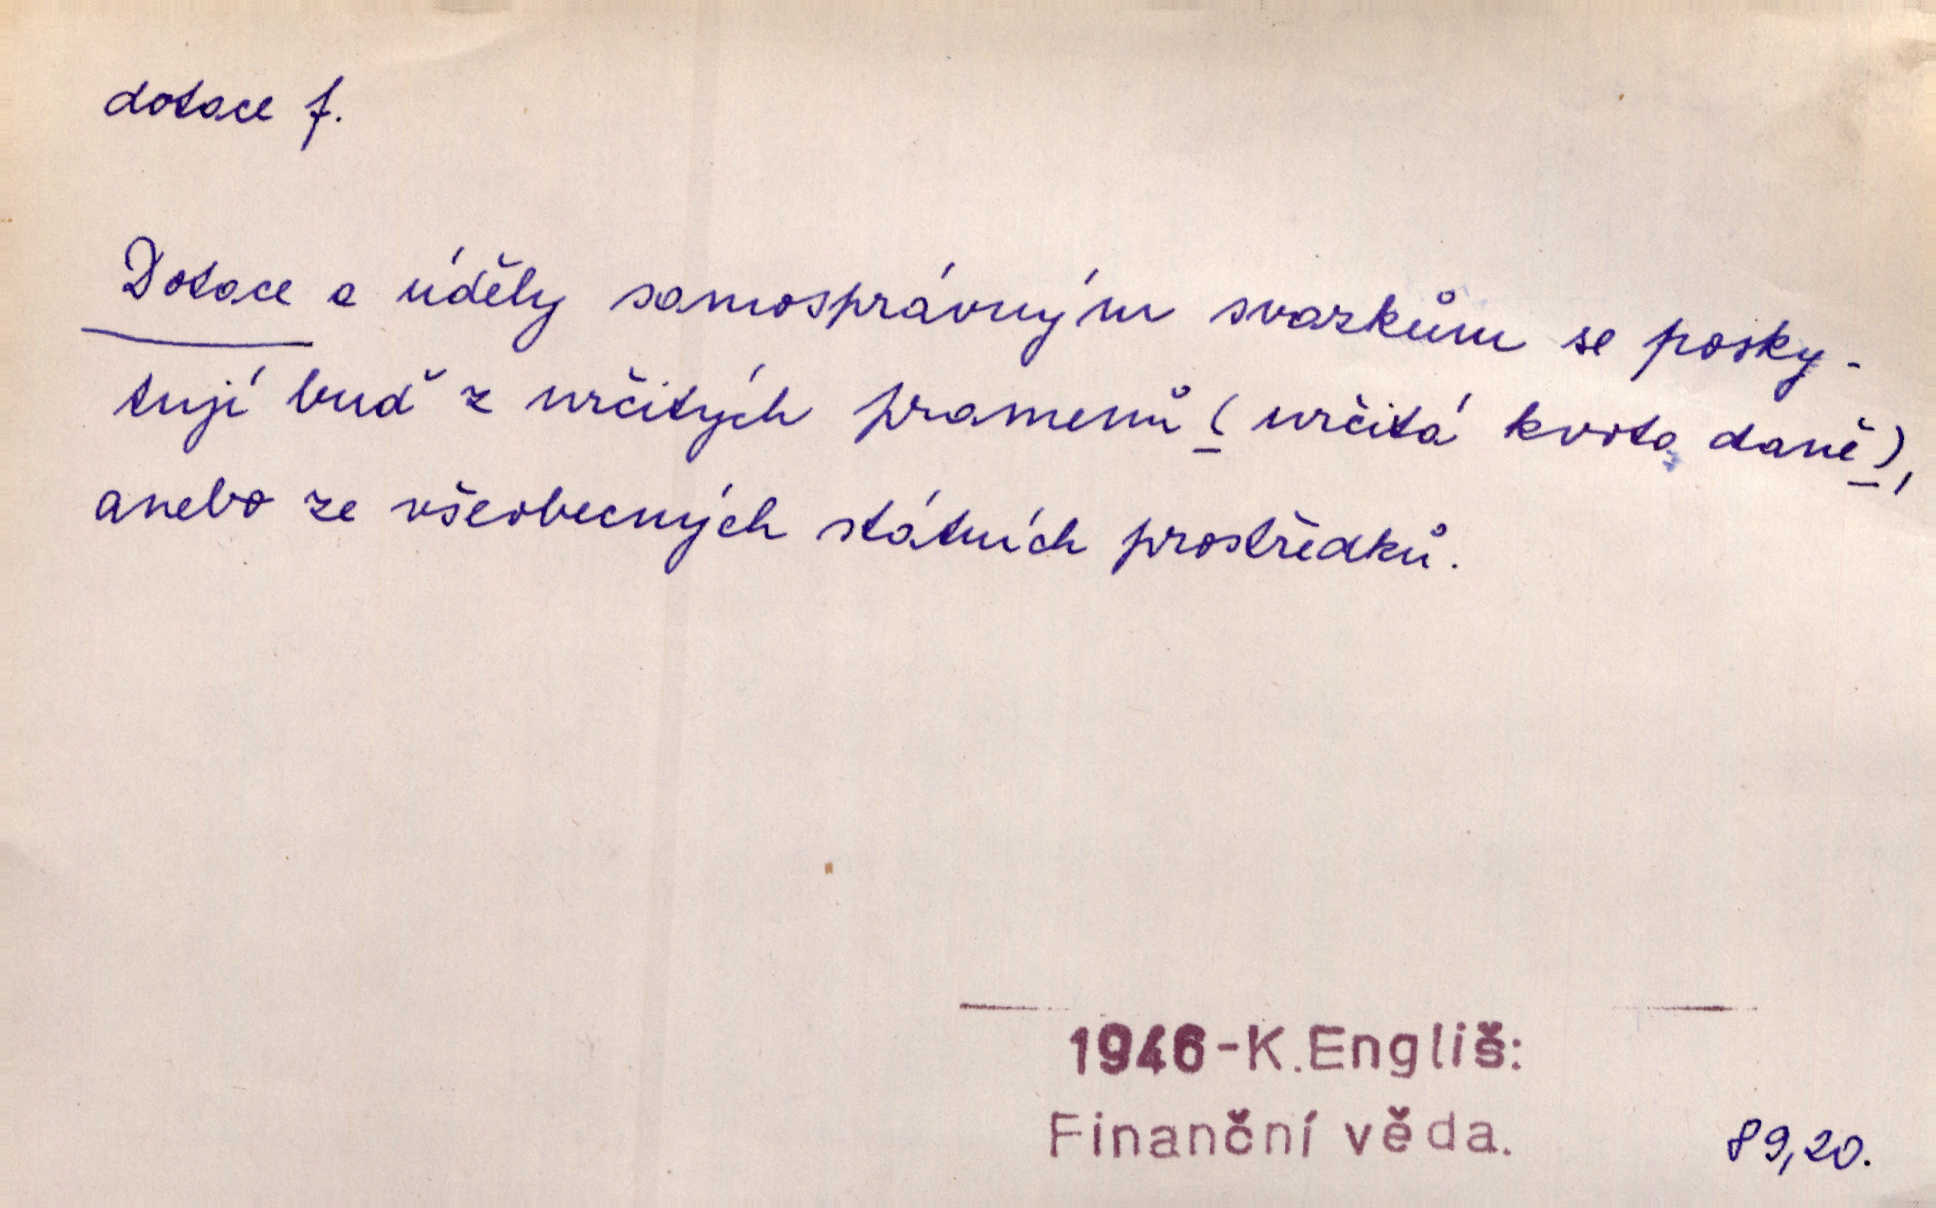 dotace f.
Dotace a úděly samosprávným svazkům se posky-
tují buď z určitých pramenů (určitá kvota daně),
anebo ze všeobecných státních prostředků.
1946-K.Engliš:
Finanční věda.
89,20.